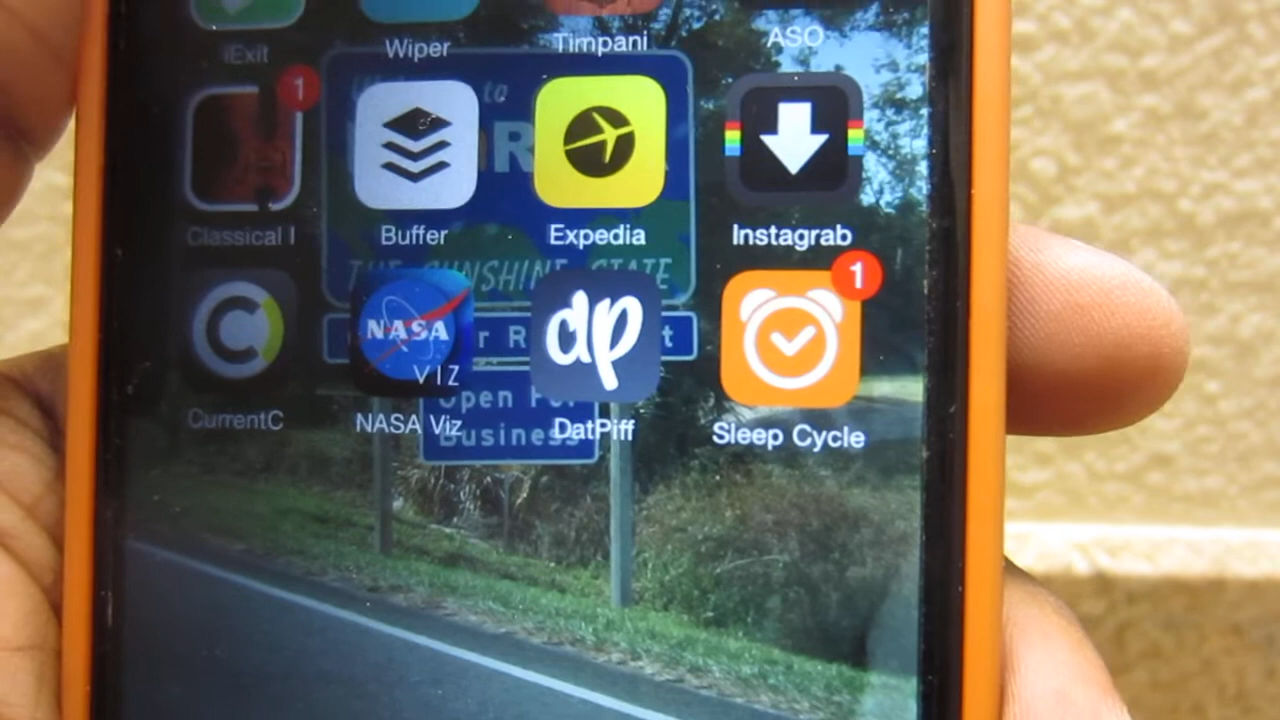 iExit Wiper Timpani ASO
1
Classical I Buffer Expedia Instagrab
1
C NASA VIZ dp
CurrentC NASA Viz DatPiff Sleep Cycle
to
THE SUNSHINE STATE
Open For
Business